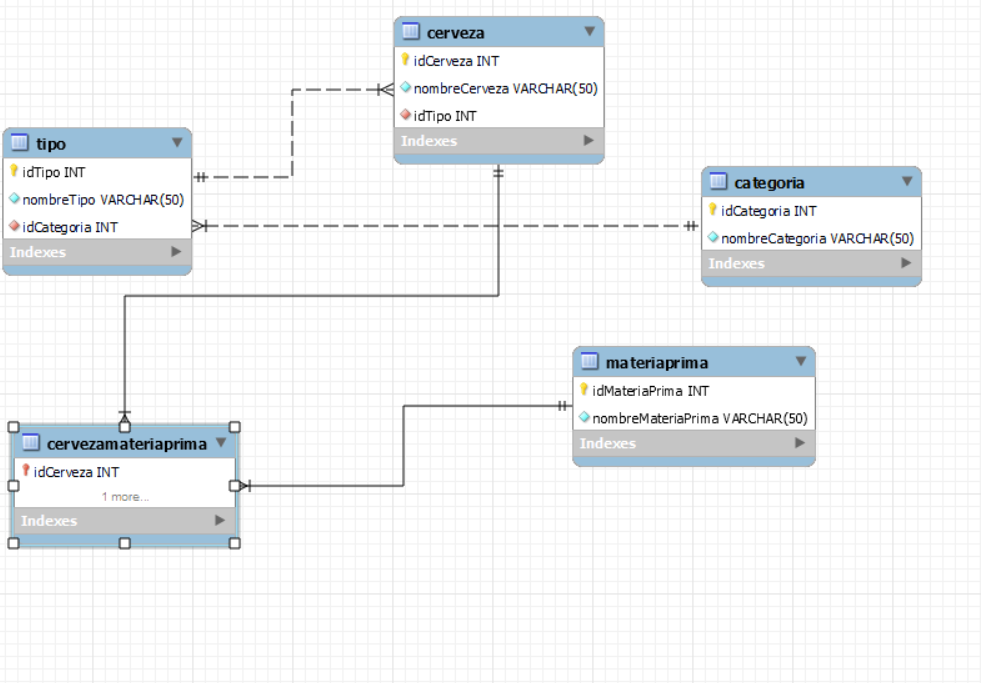 cerveza
idCerveza INT
nombreCerveza VARCHAR(50)
idTipo INT
Indexes
tipo
idTipo INT
nombreTipo VARCHAR(50)
idCategoria INT
Indexes
categoria
idCategoria INT
nombreCategoria VARCHAR(50)
Indexes
materiaprima
idMateriaPrima INT
nombreMateriaPrima VARCHAR(50)
Indexes
cervezamateriaprima
idCerveza INT
1 more...
Indexes